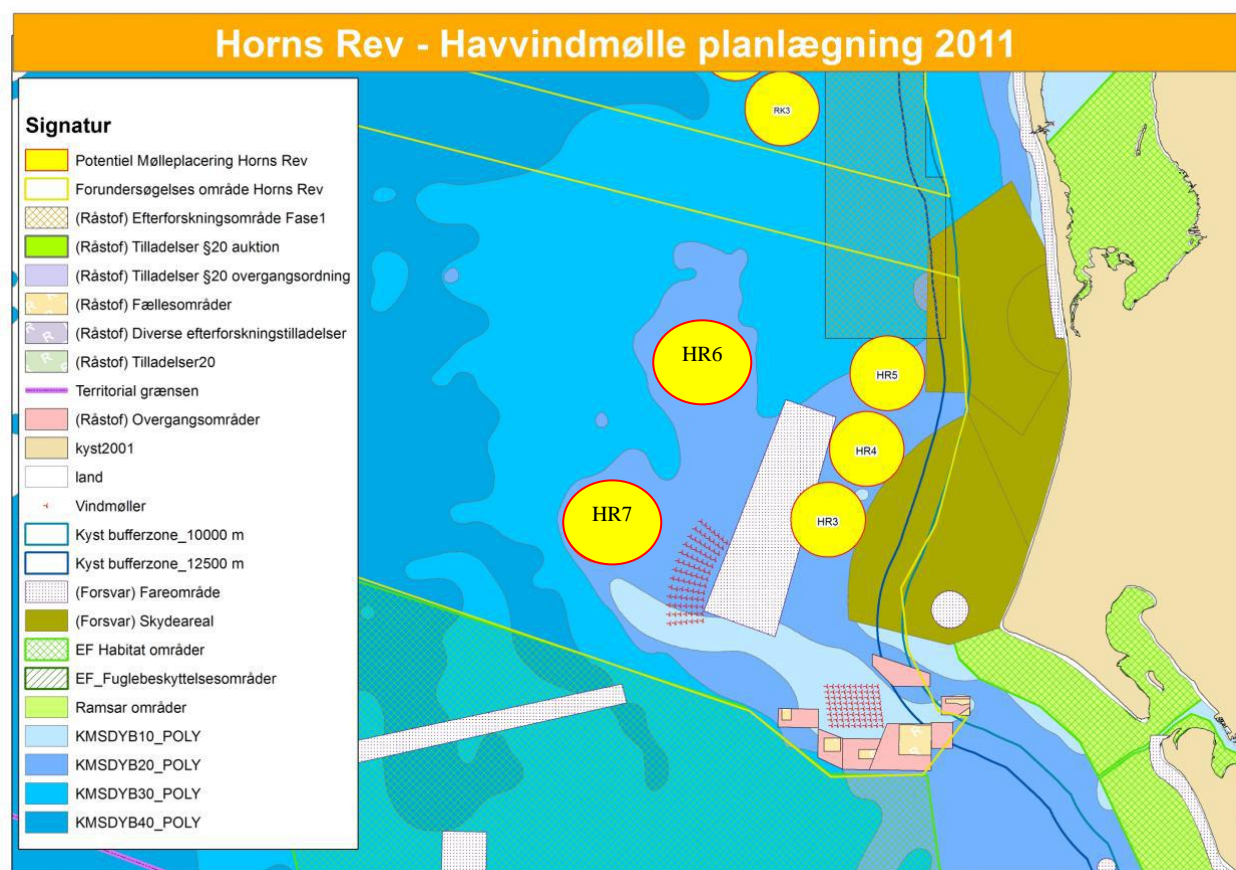 Horns Rev - Havvindmølle planlægning 2011
Signatur
Potentiel Mølleplacering Horns Rev
Forundersøgelses område Horns Rev
(Råstof) Efterforskningsområde Fase1
(Råstof) Tilladelser §20 auktion
(Råstof) Tilladelser §20 overgangsordning
(Råstof) Fællesområder
(Råstof) Diverse efterforskningstilladelser
(Råstof) Tilladelser20
Territorial grænsen
(Råstof) Overgangsområder
kyst2001
land
Vindmøller
Kyst bufferzone_10000 m
Kyst bufferzone_12500 m
(Forsvar) Fareområde
(Forsvar) Skydeareal
EF Habitat områder
EF_Fuglebeskyttelsesområder
Ramsar områder
KMSDYB10_POLY
KMSDYB20_POLY
KMSDYB30_POLY
KMSDYB40_POLY
RK3
HR6
HR5
HR4
HR7
HR3